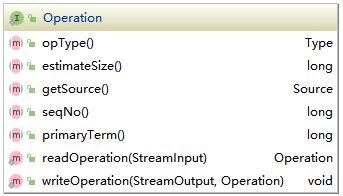 Operation
opType() Type
estimateSize() long
getSource() Source
seqNo() long
primaryTerm() long
readOperation(StreamInput) Operation
writeOperation(StreamOutput, Operation) void